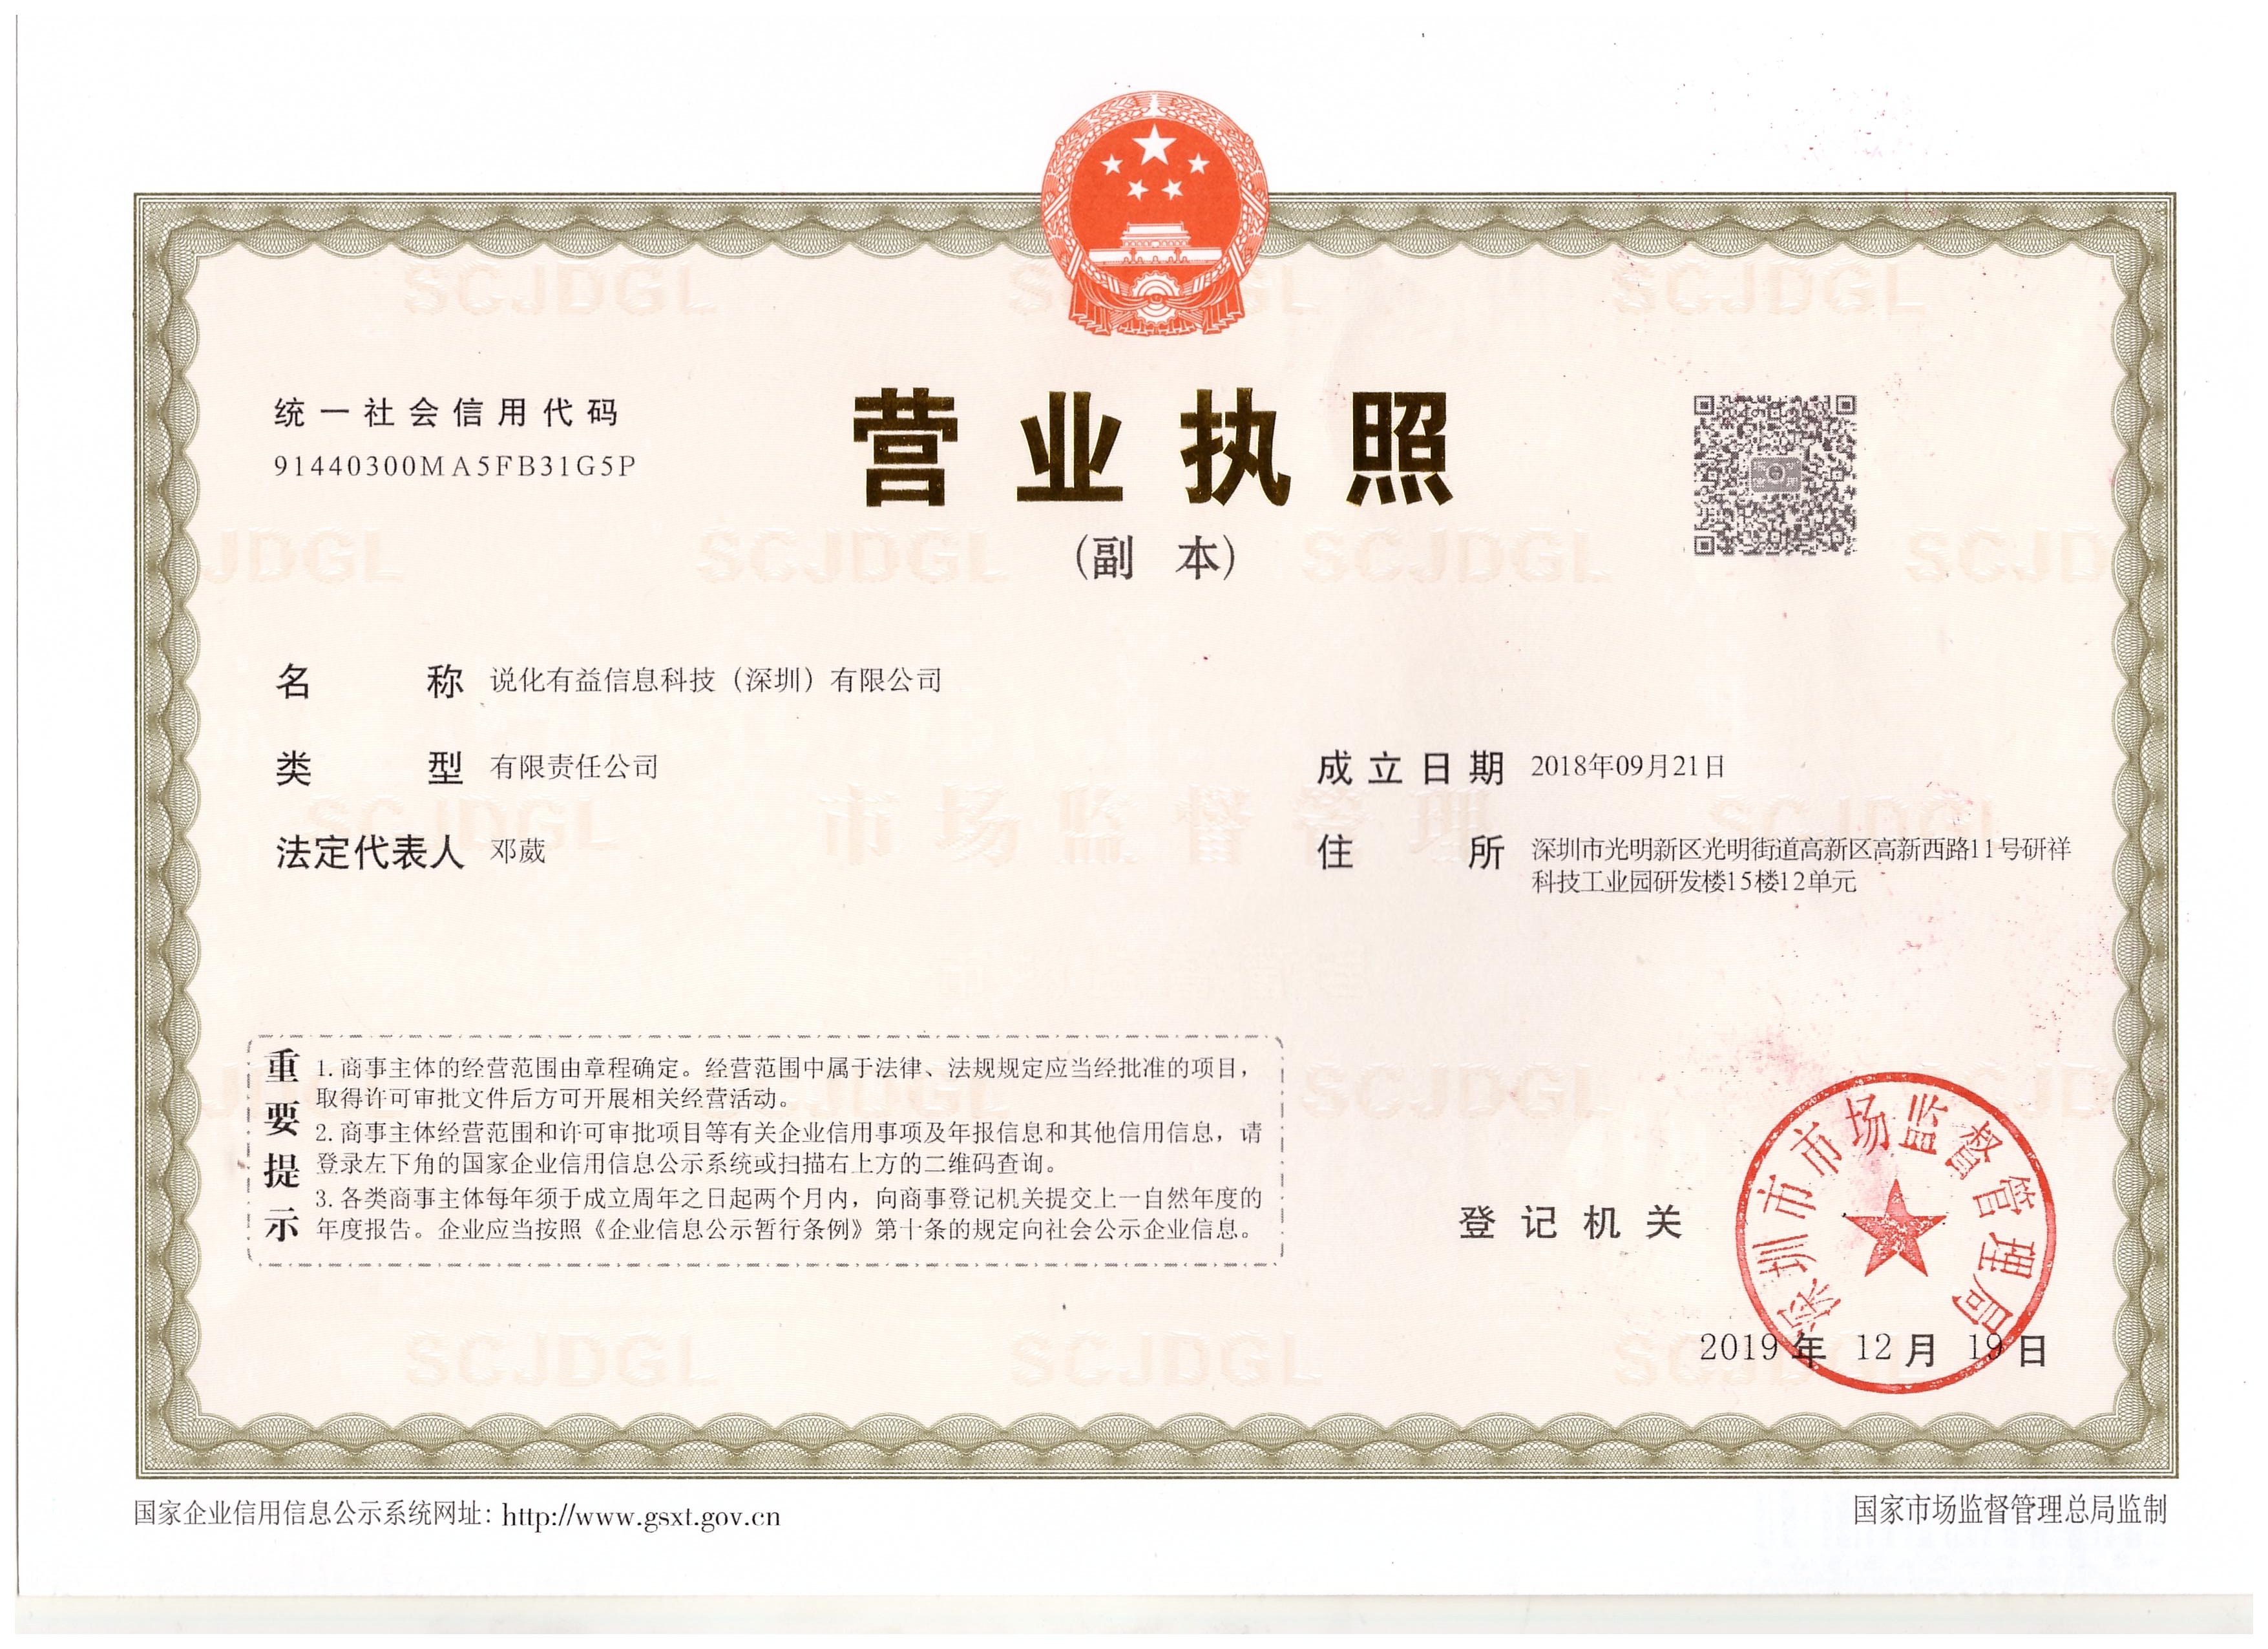 统一社会信用代码
91440300MA5FB31G5P
营业执照
(副本)
名称 说化有益信息科技（深圳）有限公司
类型 有限责任公司
成立日期 2018年09月21日
法定代表人 邓葳
住所 深圳市光明新区光明街道高新区高新西路11号研祥
科技工业园研发楼15楼12单元
重要提示
1. 商事主体的经营范围由章程确定。经营范围中属于法律、法规规定应当经批准的项目，
取得许可审批文件后方可开展相关经营活动。
2. 商事主体经营范围和许可审批项目等有关企业信用事项及年报信息和其他信用信息，请
登录左下角的国家企业信用信息公示系统或扫描右上方的二维码查询。
3. 各类商事主体每年须于成立周年之日起两个月内，向商事登记机关提交上一自然年度的
年度报告。企业应当按照《企业信息公示暂行条例》第十条的规定向社会公示企业信息。
登记机关
深圳市市场监督管理局
2019年12月19日
国家企业信用信息公示系统网址：http://www.gsxt.gov.cn
国家市场监督管理总局监制
SCJDGL
市场监督管理